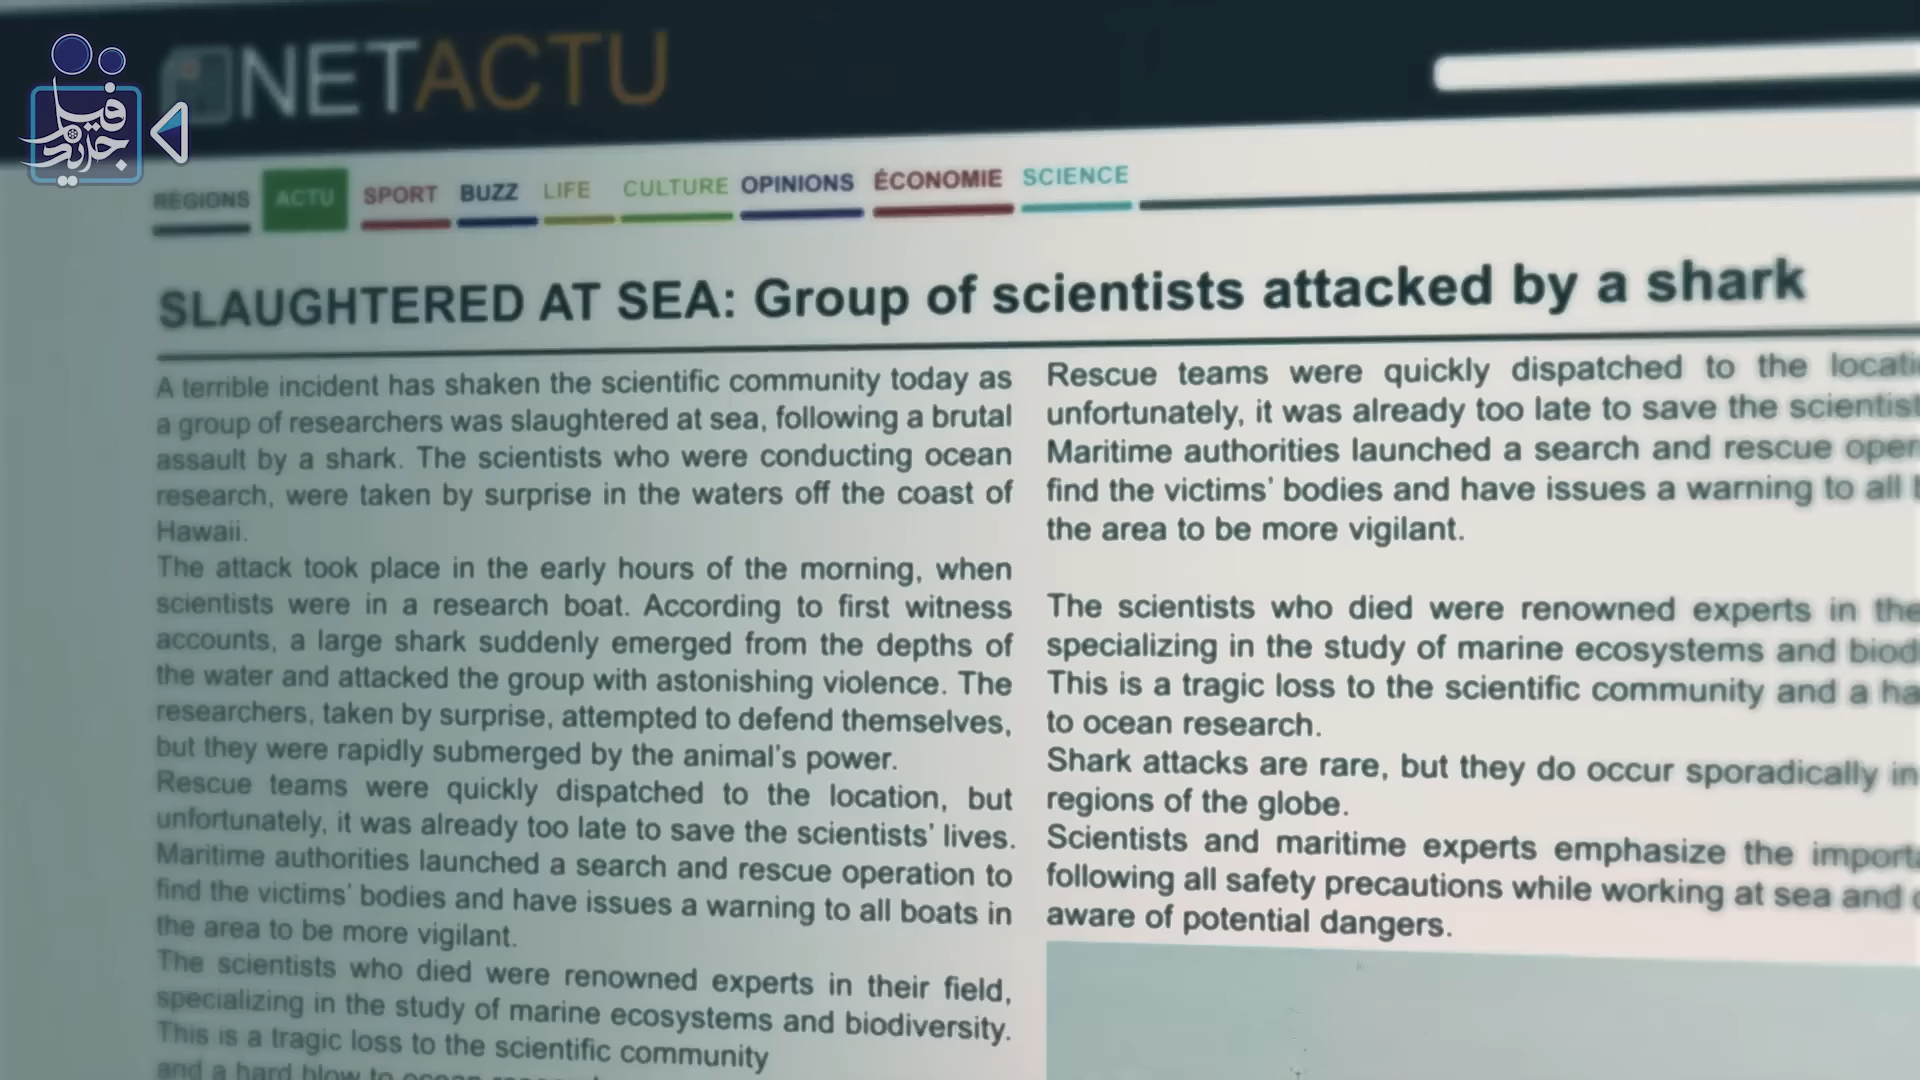 فیلم
جدید
NETACTU
RÉGIONS ACTU SPORT BUZZ LIFE CULTURE OPINIONS ÉCONOMIE SCIENCE
SLAUGHTERED AT SEA: Group of scientists attacked by a shark
A terrible incident has shaken the scientific community today as
a group of researchers was slaughtered at sea, following a brutal
assault by a shark. The scientists who were conducting ocean
research, were taken by surprise in the waters off the coast of
Hawaii.
The attack took place in the early hours of the morning, when
scientists were in a research boat. According to first witness
accounts, a large shark suddenly emerged from the depths of
the water and attacked the group with astonishing violence. The
researchers, taken by surprise, attempted to defend themselves,
but they were rapidly submerged by the animal's power.
Rescue teams were quickly dispatched to the location, but
unfortunately, it was already too late to save the scientists' lives.
Maritime authorities launched a search and rescue operation to
find the victims' bodies and have issues a warning to all boats in
the area to be more vigilant.
The scientists who died were renowned experts in their field,
specializing in the study of marine ecosystems and biodiversity.
This is a tragic loss to the scientific community
and a hard blow to ocean
Rescue teams were quickly dispatched to the
unfortunately, it was already too late to save the
Maritime authorities launched a search and rescue
find the victims' bodies and have issues a warning to all
the area to be more vigilant.
The scientists who died were renowned experts in
specializing in the study of marine ecosystems and
This is a tragic loss to the scientific community and a
to ocean research.
Shark attacks are rare, but they do occur sporadically in
regions of the globe.
Scientists and maritime experts emphasize the
following all safety precautions while working at sea and
aware of potential dangers.